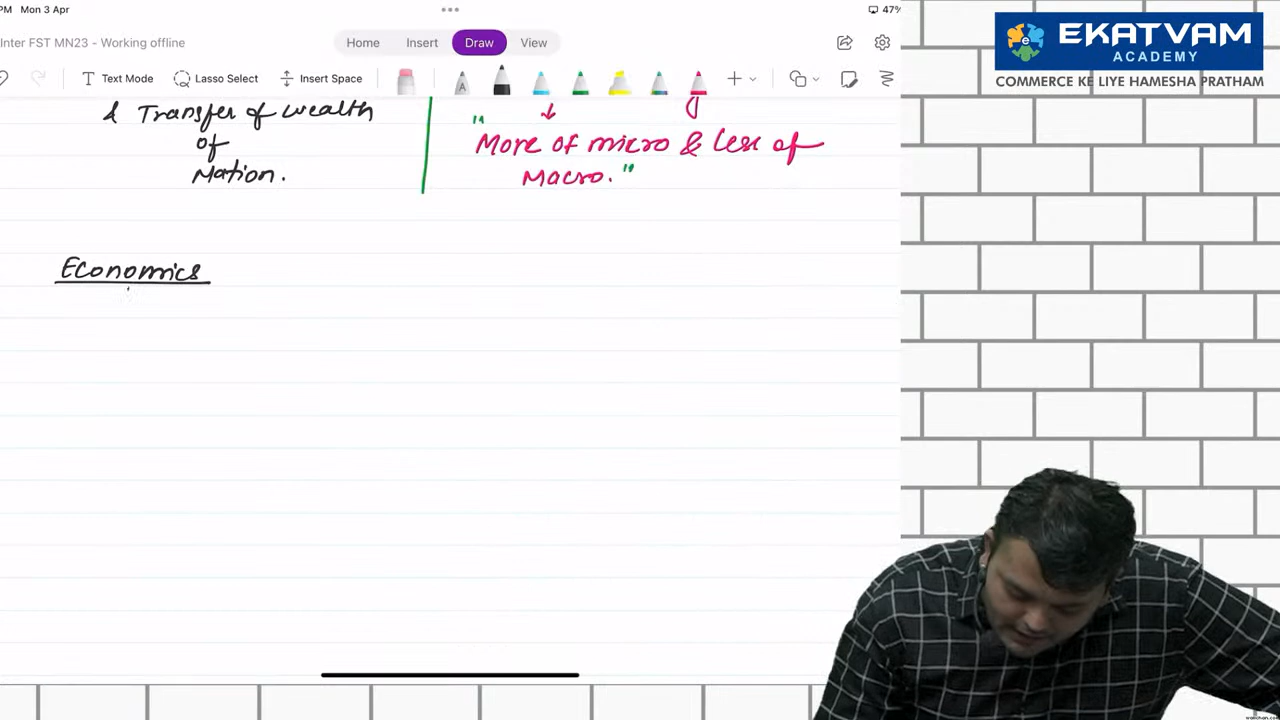 PM Mon 3 Apr
47%
Inter FST MN23 - Working offline
Home Insert Draw View
Text Mode Lasso Select Insert Space
EKATVAM
ACADEMY
COMMERCE KE LIYE HAMESHA PRATHAM
& Transfer of wealth
of
Nation.
"More of micro & Less of
Macro."
Economics